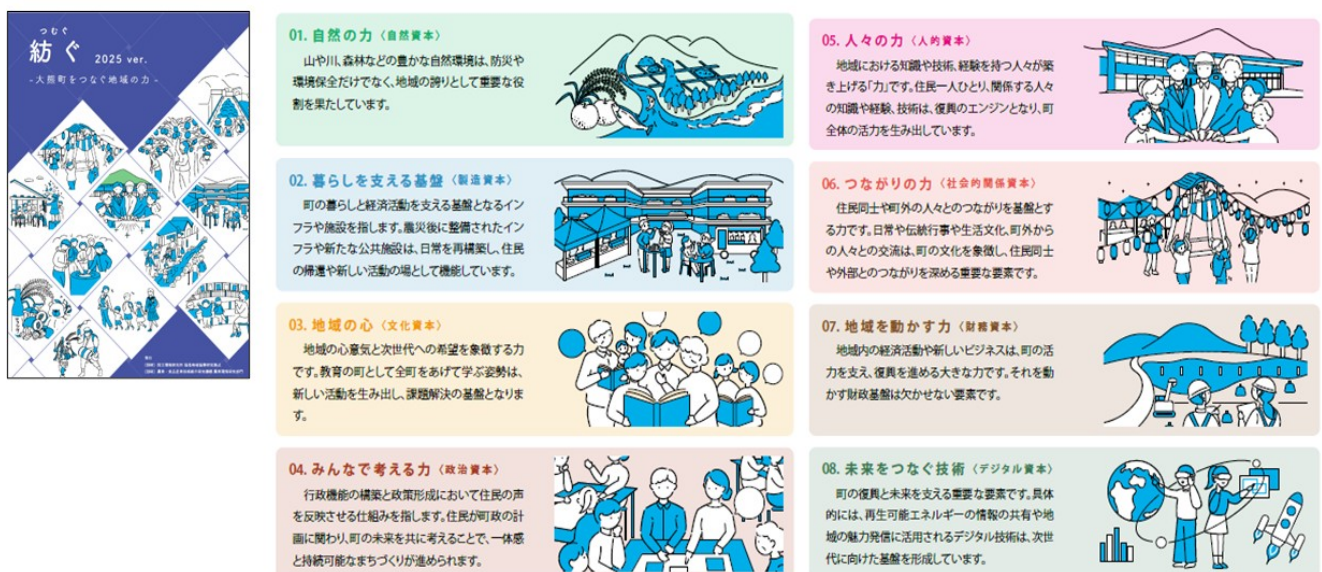 つむぐ
紡ぐ 2025 ver.
-大熊町をつなぐ地域の力-
01. 自然の力〈自然資本〉
山や川、森林などの豊かな自然環境は、防災や
環境保全だけでなく、地域の誇りとして重要な役
割を果たしています。
02. 暮らしを支える基盤〈製造資本〉
町の暮らしと経済活動を支える基盤となるイン
フラや施設を指します。震災後に整備されたイン
フラや新たな公共施設は、日常を再構築し、住民
の帰還や新しい活動の場として機能しています。
03. 地域の心〈文化資本〉
地域の心意気と次世代への希望を象徴する力
です。教育の町として全町をあげて学ぶ姿勢は、
新しい活動を生み出し、課題解決の基盤となりま
す。
04. みんなで考える力〈政治資本〉
行政機能の構築と政策形成において住民の声
を反映させる仕組みを指します。住民が町政の計
画に関わり、町の未来を共に考えることで、一体感
と持続可能なまちづくりが進められます。
05. 人々の力〈人的資本〉
地域における知識や技術、経験を持つ人々が築
き上げる「力」です。住民一人ひとり、関係する人々
の知識や経験、技術は、復興のエンジンとなり、町
全体の活力を生み出しています。
06. つながりの力〈社会的関係資本〉
住民同士や町外の人々とのつながりを基盤とす
る力です。日常や伝統行事や生活文化、町外から
の人々との交流は、町の文化を象徴し、住民同士
や外部とのつながりを深める重要な要素です。
07. 地域を動かす力〈財務資本〉
地域内の経済活動や新しいビジネスは、町の活
力を支え、復興を進める大きな力です。それを動
かす財政基盤は欠かせない要素です。
08. 未来をつなぐ技術〈デジタル資本〉
町の復興と未来を支える重要な要素です。具体
的には、再生可能エネルギーの情報の共有や地
域の魅力発信に活用されるデジタル技術は、次世
代に向けた基盤を形成しています。